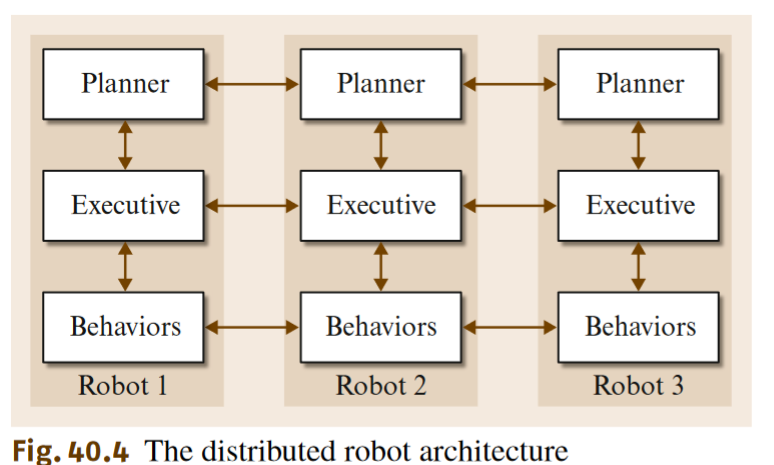 Planner Planner Planner
Executive Executive Executive
Behaviors Behaviors Behaviors
Robot 1 Robot 2 Robot 3
Fig. 40.4 The distributed robot architecture